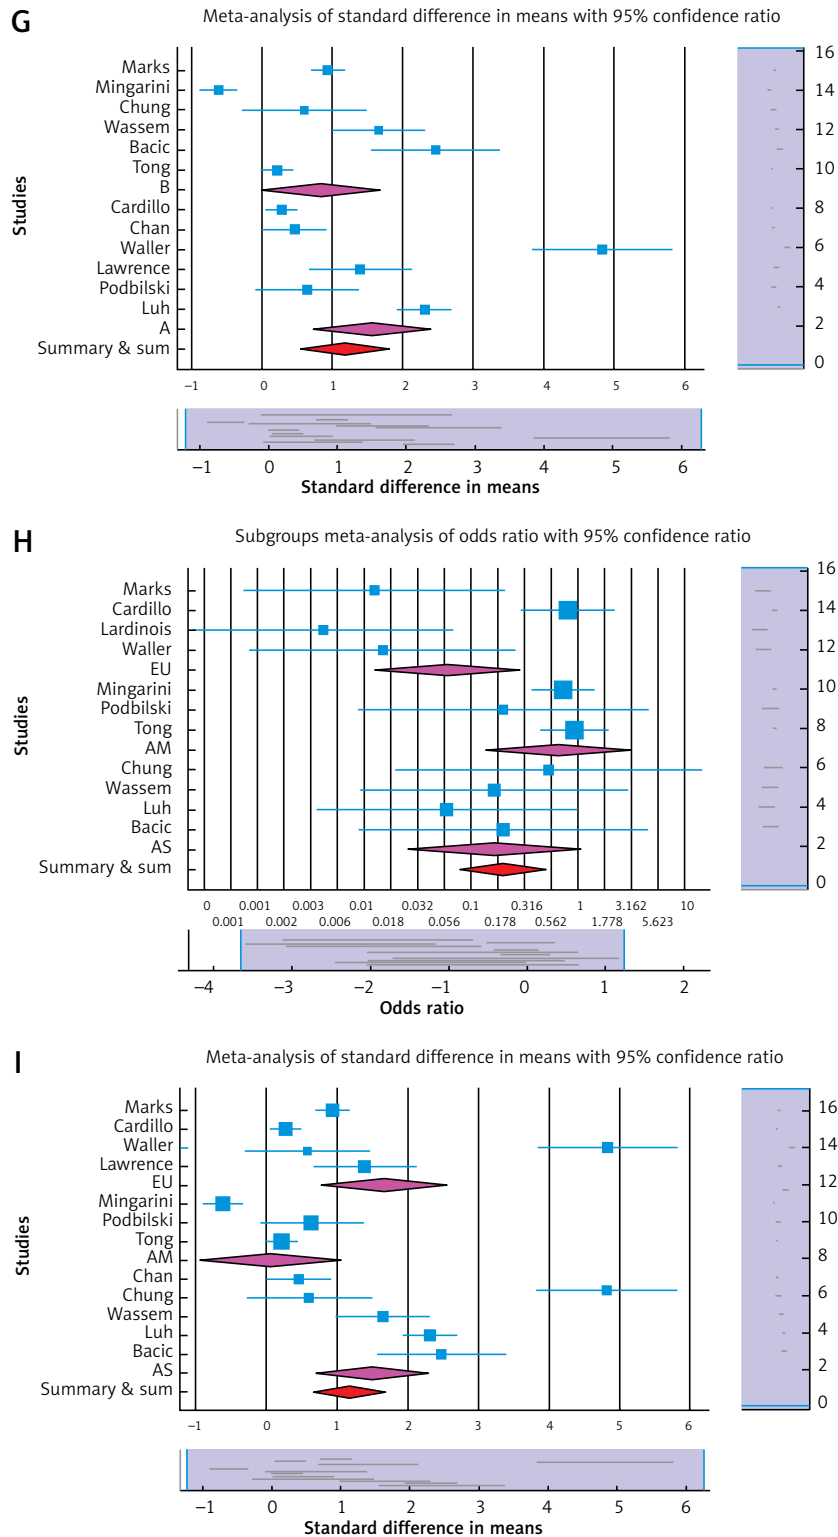 G
Meta-analysis of standard difference in means with 95% confidence ratio
Studies
Marks
Mingarini
Chung
Wassem
Bacic
Tong
B
Cardillo
Chan
Waller
Lawrence
Podbilski
Luh
A
Summary & sum
−1 0 1 2 3 4 5 6
16
14
12
10
8
6
4
2
0
−1 0 1 2 3 4 5 6
Standard difference in means
H
Subgroups meta-analysis of odds ratio with 95% confidence ratio
Studies
Marks
Cardillo
Lardinois
Waller
EU
Mingarini
Podbilski
Tong
AM
Chung
Wassem
Luh
Bacic
AS
Summary & sum
0 0.001 0.003 0.01 0.032 0.1 0.316 1 3.162 10
0.001 0.002 0.006 0.018 0.056 0.178 0.562 1.778 5.623
16
14
12
10
8
6
4
2
0
−4 −3 −2 −1 0 1 2
Odds ratio
I
Meta-analysis of standard difference in means with 95% confidence ratio
Studies
Marks
Cardillo
Waller
Lawrence
EU
Mingarini
Podbilski
Tong
AM
Chan
Chung
Wassem
Luh
Bacic
AS
Summary & sum
−1 0 1 2 3 4 5 6
16
14
12
10
8
6
4
2
0
−1 0 1 2 3 4 5 6
Standard difference in means